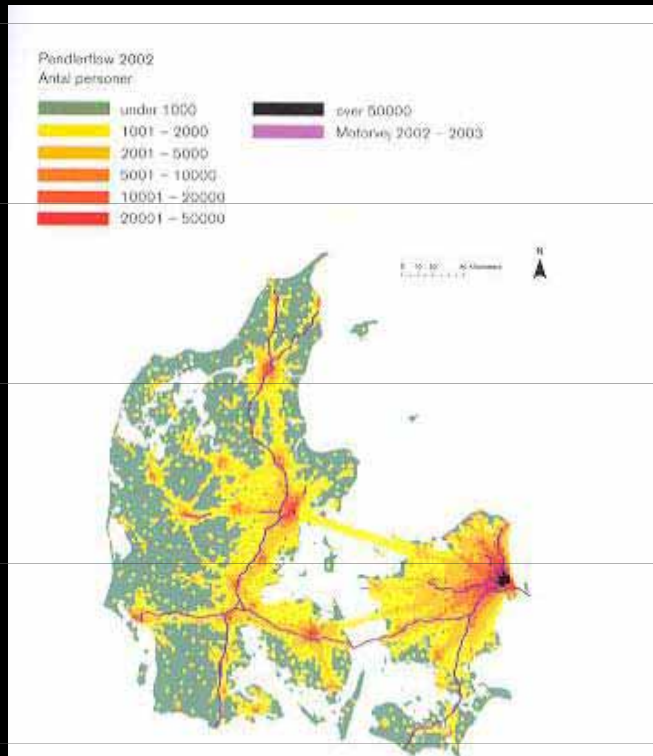 Pendlerflow 2002
Antal personer
under 1000
1001 – 2000
2001 – 5000
5001 – 10000
10001 – 20000
20001 – 50000
over 50000
Motorvej 2002 – 2003
N